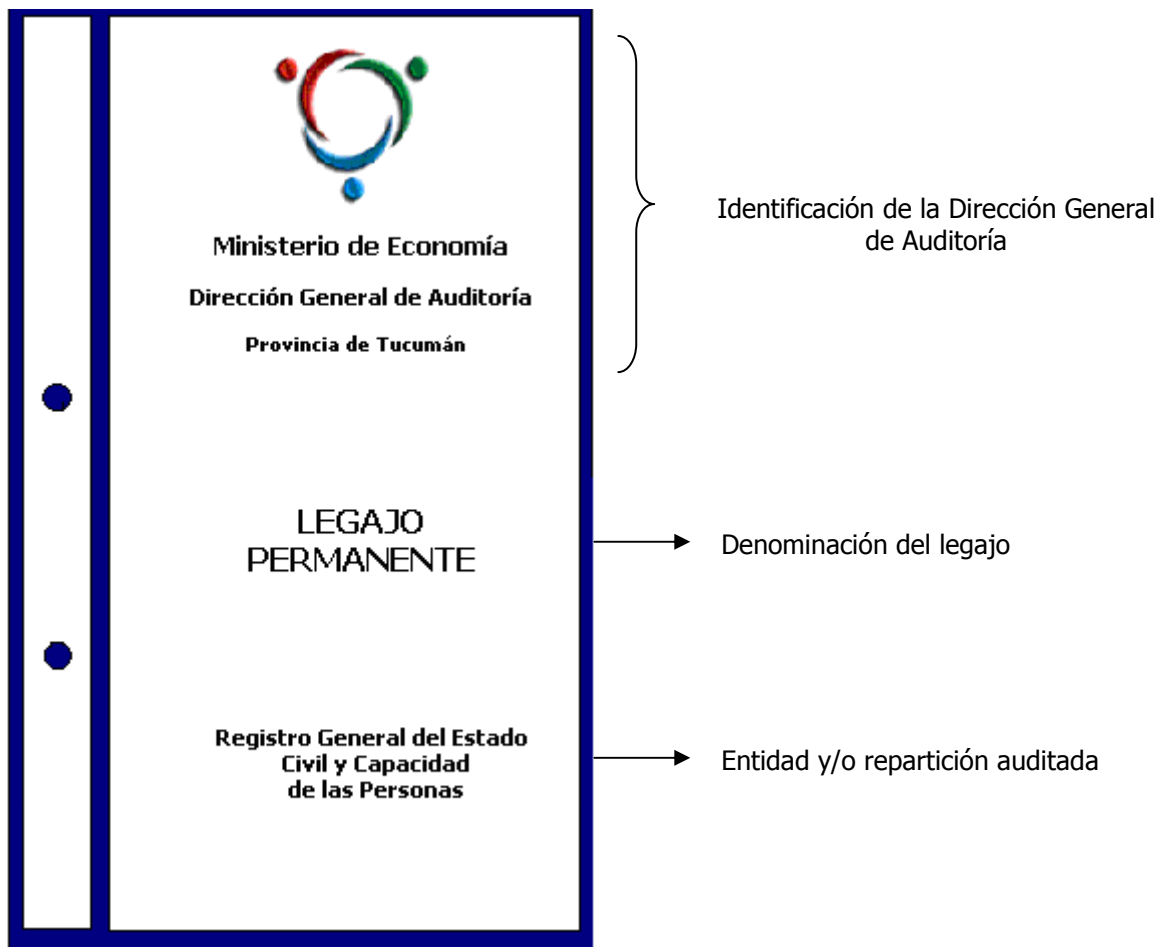 Ministerio de Economía
Dirección General de Auditoría
Provincia de Tucumán
Identificación de la Dirección General
de Auditoría
LEGAJO
PERMANENTE
Denominación del legajo
Registro General del Estado
Civil y Capacidad
de las Personas
Entidad y/o repartición auditada